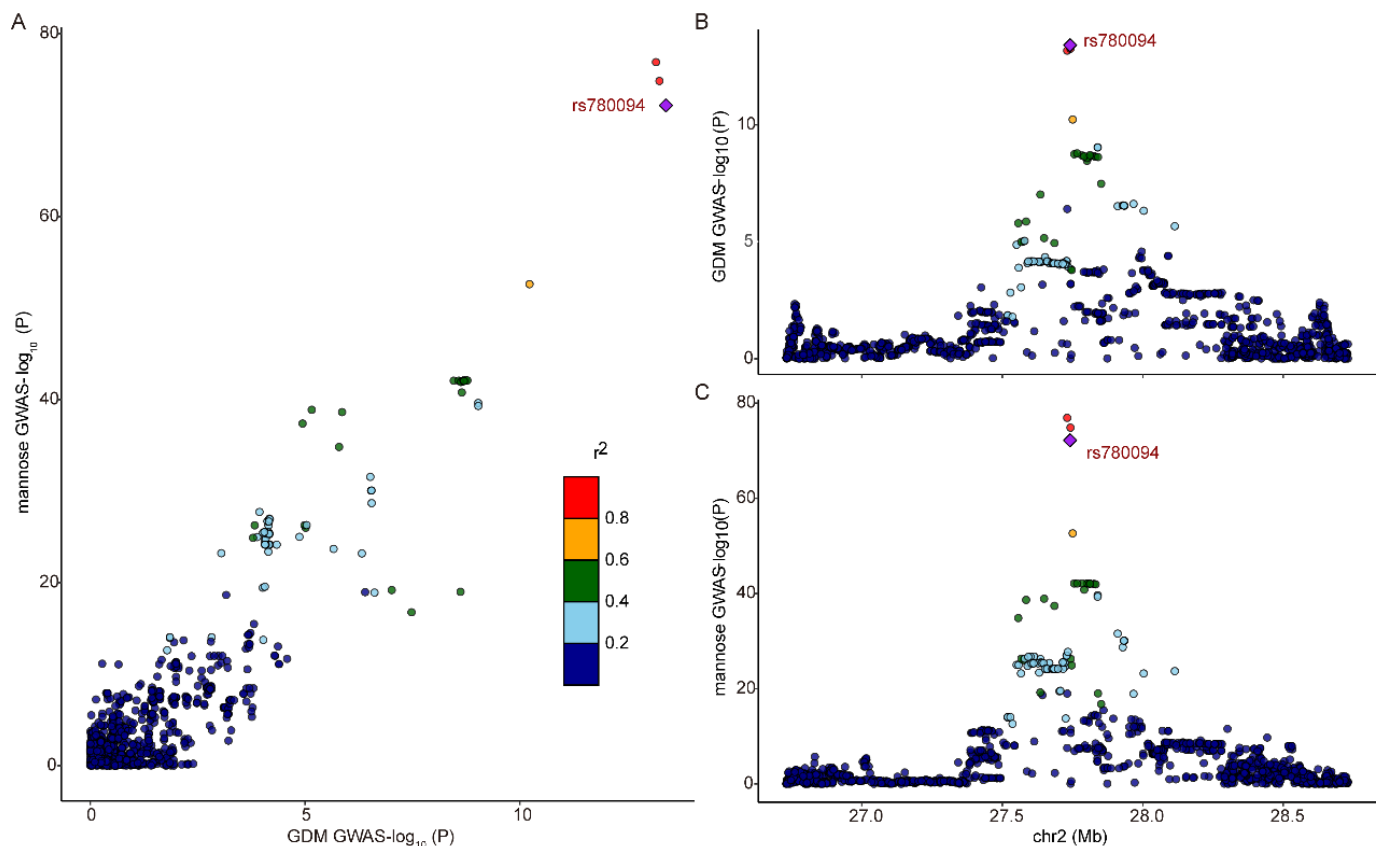 A
80
60
40
20
0
mannose GWAS-log10 (P)
rs780094
r2
0.8
0.6
0.4
0.2
0
5
10
GDM GWAS-log10 (P)
B
10
5
0
GDM GWAS-log10 (P)
rs780094
C
80
60
40
20
0
mannose GWAS-log10(P)
rs780094
27.0
27.5
28.0
28.5
chr2 (Mb)